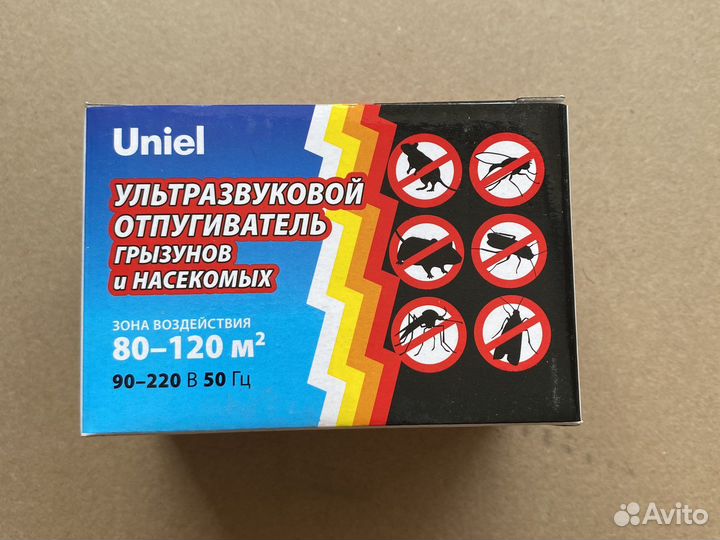 Uniel
УЛЬТРАЗВУКОВОЙ
ОТПУГИВАТЕЛЬ
ГРЫЗУНОВ
и НАСЕКОМЫХ
ЗОНА ВОЗДЕЙСТВИЯ
80–120 м²
90–220 В 50 Гц
Avito